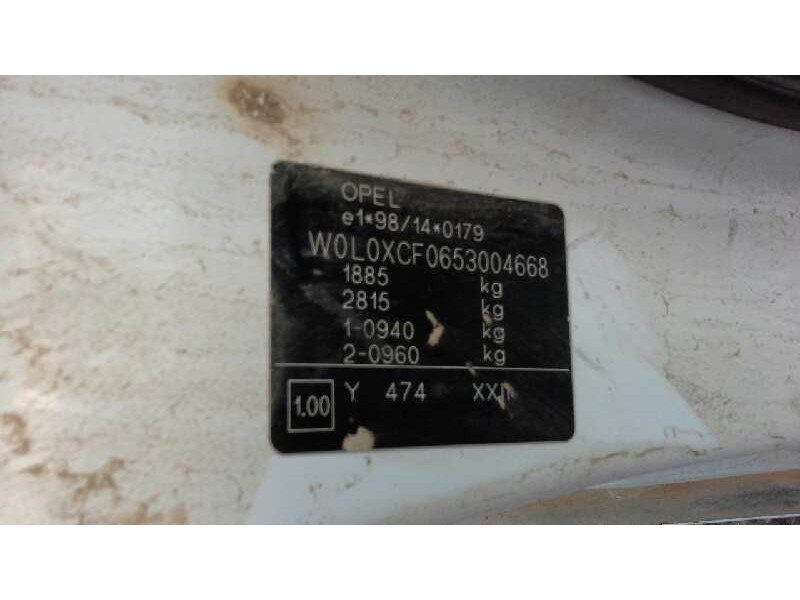 OPEL
e1*98/14*0179
W0L0XCF0653004668
1885 kg
2815 kg
1-0940 kg
2-0960 kg
1.00 Y 474